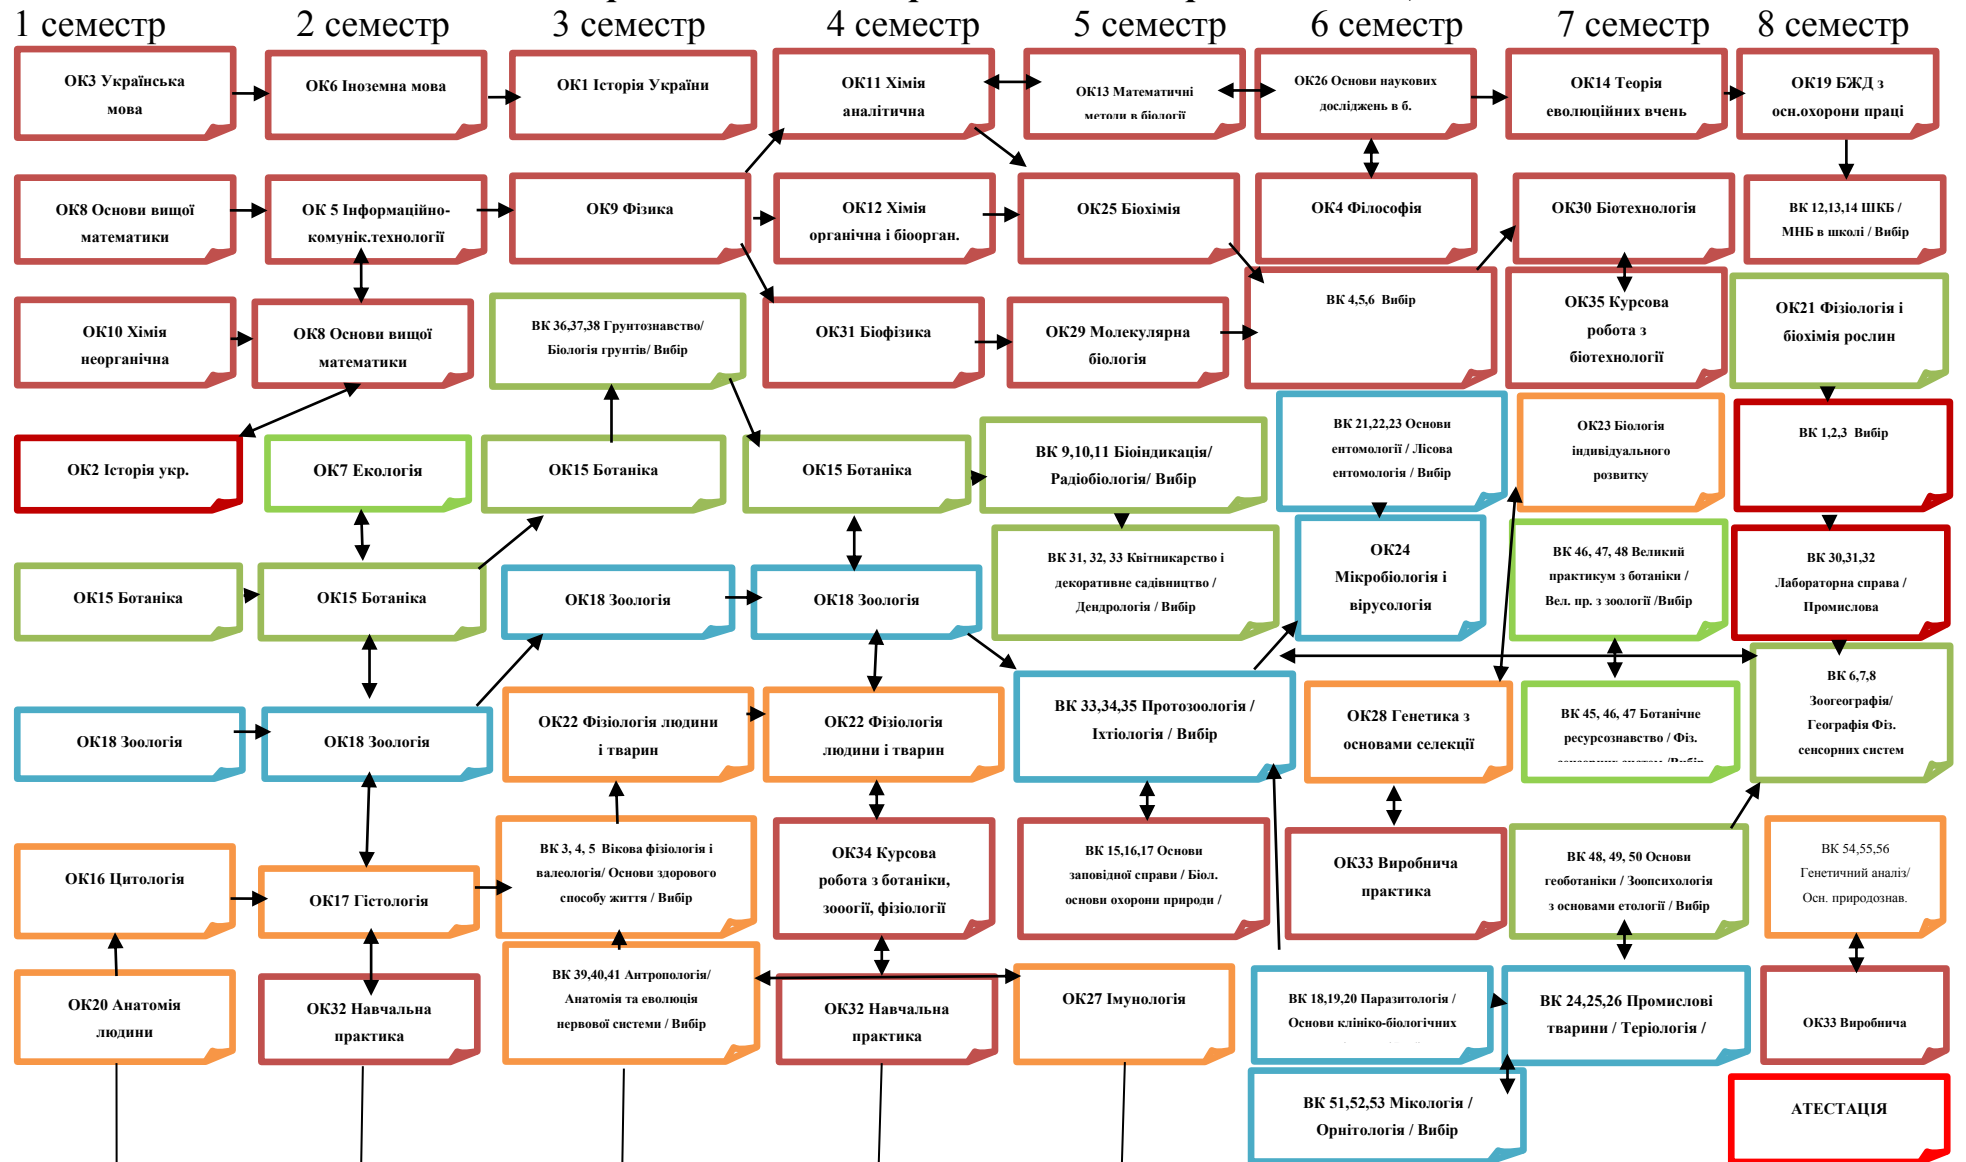 1 семестр
2 семестр
3 семестр
4 семестр
5 семестр
6 семестр
7 семестр
8 семестр
ОК3 Українська
мова
ОК6 Іноземна мова
ОК1 Історія України
ОК11 Хімія
аналітична
ОК13 Математичні
методи в біології
ОК26 Основи наукових
досліджень в б.
ОК14 Теорія
еволюційних вчень
ОК19 БЖД з
осн.охорони праці
ОК8 Основи вищої
математики
ОК 5 Інформаційно-
комунік.технології
ОК9 Фізика
ОК12 Хімія
органічна і біоорган.
ОК25 Біохімія
ОК4 Філософія
ОК30 Біотехнологія
ВК 12,13,14 ШКБ /
МНБ в школі / Вибір
ОК10 Хімія
неорганічна
ОК8 Основи вищої
математики
ВК 36,37,38 Грунтознавство/
Біологія грунтів/ Вибір
ОК31 Біофізика
ОК29 Молекулярна
біологія
ВК 4,5,6 Вибір
ОК35 Курсова
робота з
біотехнології
ОК21 Фізіологія і
біохімія рослин
ОК2 Історія укр.
ОК7 Екологія
ОК15 Ботаніка
ОК15 Ботаніка
ВК 9,10,11 Біоіндикація/
Радіобіологія/ Вибір
ВК 21,22,23 Основи
ентомології / Лісова
ентомологія / Вибір
ОК23 Біологія
індивідуального
розвитку
ВК 1,2,3 Вибір
ОК15 Ботаніка
ОК15 Ботаніка
ОК18 Зоологія
ОК18 Зоологія
ВК 31, 32, 33 Квітникарство і
декоративне садівництво /
Дендрологія / Вибір
ОК24
Мікробіологія і
вірусологія
ВК 46, 47, 48 Великий
практикум з ботаніки /
Вел. пр. з зоології /Вибір
ВК 30,31,32
Лабораторна справа /
Промислова
ОК18 Зоологія
ОК18 Зоологія
ОК22 Фізіологія людини
і тварин
ОК22 Фізіологія
людини і тварин
ВК 33,34,35 Протозоологія /
Іхтіологія / Вибір
ОК28 Генетика з
основами селекції
ВК 45, 46, 47 Ботанічне
ресурсознавство / Фіз.
сенсорних систем /Вибір
ВК 6,7,8
Зоогеографія/
Географія Фіз.
сенсорних систем
ОК16 Цитологія
ОК17 Гістологія
ВК 3, 4, 5 Вікова фізіологія і
валеологія/ Основи здорового
способу життя / Вибір
ОК34 Курсова
робота з ботаніки,
зооогії, фізіології
ВК 15,16,17 Основи
заповідної справи / Біол.
основи охорони природи /
ОК33 Виробнича
практика
ВК 48, 49, 50 Основи
геоботаніки / Зоопсихологія
з основами етології / Вибір
ВК 54,55,56
Генетичний аналіз/
Осн. природознав.
ОК20 Анатомія
людини
ОК32 Навчальна
практика
ВК 39,40,41 Антропологія/
Анатомія та еволюція
нервової системи / Вибір
ОК32 Навчальна
практика
ОК27 Імунологія
ВК 18,19,20 Паразитологія /
Основи клініко-біологічних
ВК 24,25,26 Промислові
тварини / Теріологія /
ОК33 Виробнича
ВК 51,52,53 Мікологія /
Орнітологія / Вибір
АТЕСТАЦІЯ